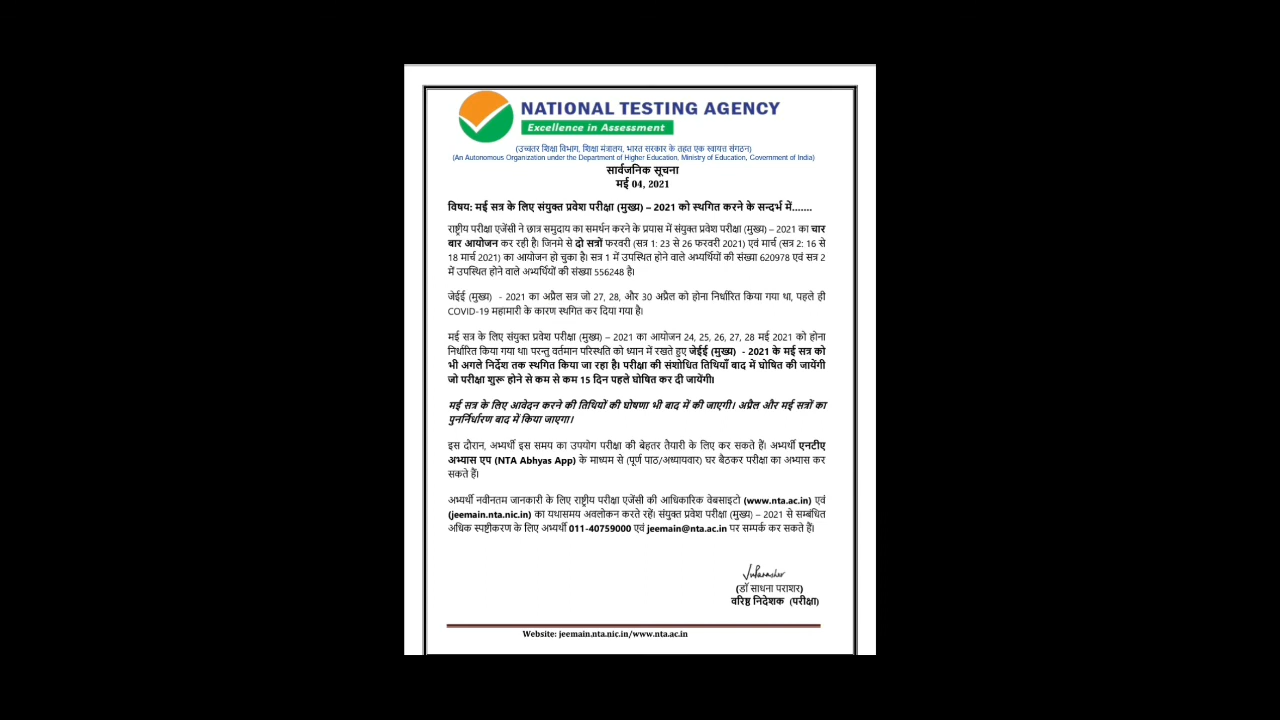 NATIONAL TESTING AGENCY
Excellence in Assessment
(उच्चतर शिक्षा विभाग, शिक्षा मंत्रालय, भारत सरकार के तहत एक स्वायत्त संगठन)
(An Autonomous Organization under the Department of Higher Education, Ministry of Education, Government of India)
सार्वजनिक सूचना
मई 04, 2021
विषय: मई सत्र के लिए संयुक्त प्रवेश परीक्षा (मुख्य) – 2021 को स्थगित करने के सन्दर्भ में.......
राष्ट्रीय परीक्षा एजेंसी ने छात्र समुदाय का समर्थन करने के प्रयास में संयुक्त प्रवेश परीक्षा (मुख्य) – 2021 का चार
बार आयोजन कर रही है। जिनमे से दो सत्रों फरवरी (सत्र 1: 23 से 26 फरवरी 2021) एवं मार्च (सत्र 2: 16 से
18 मार्च 2021) का आयोजन हो चुका है। सत्र 1 में उपस्थित होने वाले अभ्यर्थियों की संख्या 620978 एवं सत्र 2
में उपस्थित होने वाले अभ्यर्थियों की संख्या 556248 है।
जेईई (मुख्य) - 2021 का अप्रैल सत्र जो 27, 28, और 30 अप्रैल को होना निर्धारित किया गया था, पहले ही
COVID-19 महामारी के कारण स्थगित कर दिया गया है।
मई सत्र के लिए संयुक्त प्रवेश परीक्षा (मुख्य) – 2021 का आयोजन 24, 25, 26, 27, 28 मई 2021 को होना
निर्धारित किया गया था। परन्तु वर्तमान परिस्थति को ध्यान में रखते हुए जेईई (मुख्य) - 2021 के मई सत्र को
भी अगले निर्देश तक स्थगित किया जा रहा है। परीक्षा की संशोधित तिथियाँ बाद में घोषित की जायेंगी
जो परीक्षा शुरू होने से कम से कम 15 दिन पहले घोषित कर दी जायेंगी।
मई सत्र के लिए आवेदन करने की तिथियों की घोषणा भी बाद में की जाएगी। अप्रैल और मई सत्रों का
पुनर्निर्धारण बाद में किया जाएगा।
इस दौरान, अभ्यर्थी इस समय का उपयोग परीक्षा की बेहतर तैयारी के लिए कर सकते हैं। अभ्यर्थी एनटीए
अभ्यास एप (NTA Abhyas App) के माध्यम से (पूर्ण पाठ/अध्यायवार) घर बैठकर परीक्षा का अभ्यास कर
सकते हैं।
अभ्यर्थी नवीनतम जानकारी के लिए राष्ट्रीय परीक्षा एजेंसी की आधिकारिक वेबसाइटो (www.nta.ac.in) एवं
(jeemain.nta.nic.in) का यथासमय अवलोकन करते रहें। संयुक्त प्रवेश परीक्षा (मुख्य) – 2021 से सम्बंधित
अधिक स्पष्टीकरण के लिए अभ्यर्थी 011-40759000 एवं jeemain@nta.ac.in पर सम्पर्क कर सकते हैं।
(डॉ साधना पराशर)
वरिष्ठ निदेशक (परीक्षा)
Website: jeemain.nta.nic.in/www.nta.ac.in